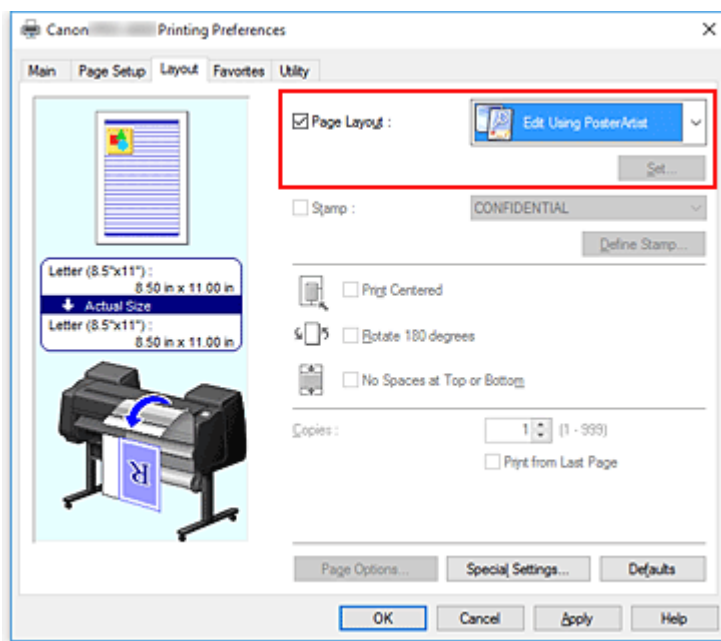 Canon Printing Preferences
Main Page Setup Layout Favorites Utility
Page Layout : Edit Using PosterArtist
Set...
Stamp : CONFIDENTIAL
Define Stamp...
Letter (8.5"x11") :
8.50 in x 11.00 in
Actual Size
Letter (8.5"x11") :
8.50 in x 11.00 in
Print Centered
Rotate 180 degrees
No Spaces at Top or Bottom
Copies : 1 (1 - 999)
Print from Last Page
R
Page Options... Special Settings... Defaults
OK Cancel Apply Help